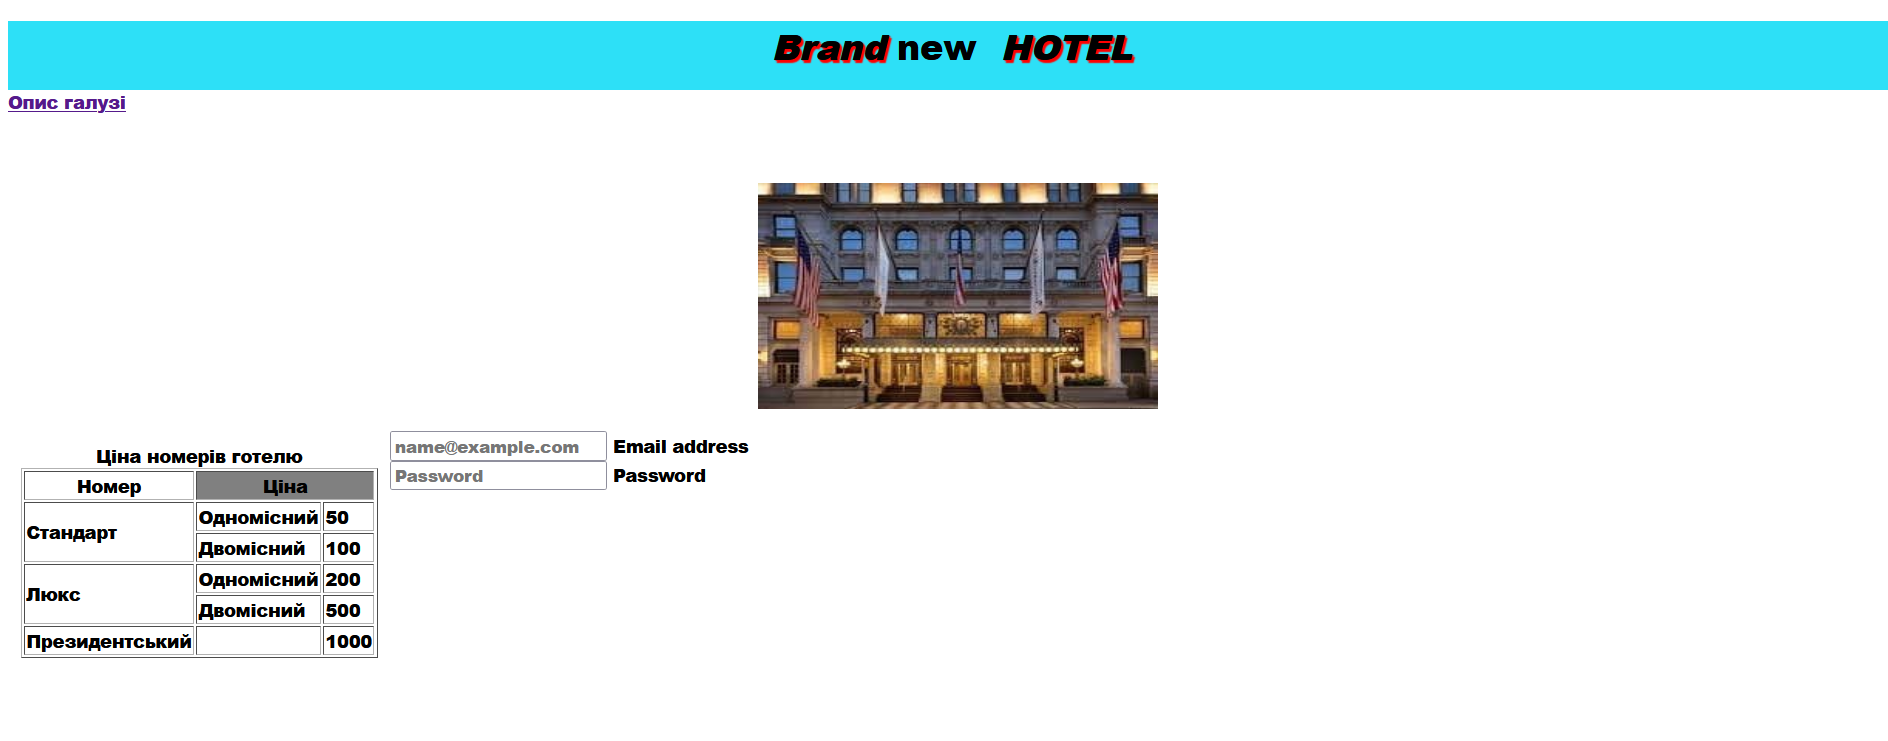 Brand new HOTEL
Опис галузі
Ціна номерів готелю
Номер Ціна
Стандарт Одномісний 50
Двомісний 100
Люкс Одномісний 200
Двомісний 500
Президентський 1000
name@example.com Email address
Password Password